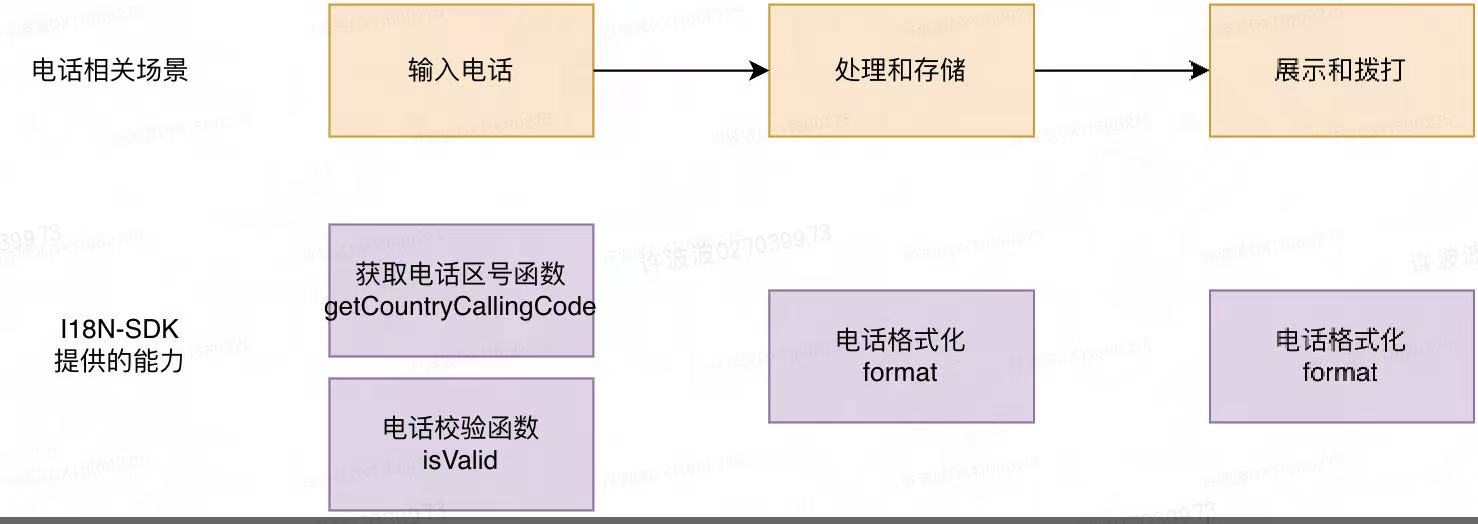 电话相关场景
输入电话
处理和存储
展示和拨打
I18N-SDK
提供的能力
获取电话区号函数
getCountryCallingCode
电话校验函数
isValid
电话格式化
format
电话格式化
format
许波波027039973